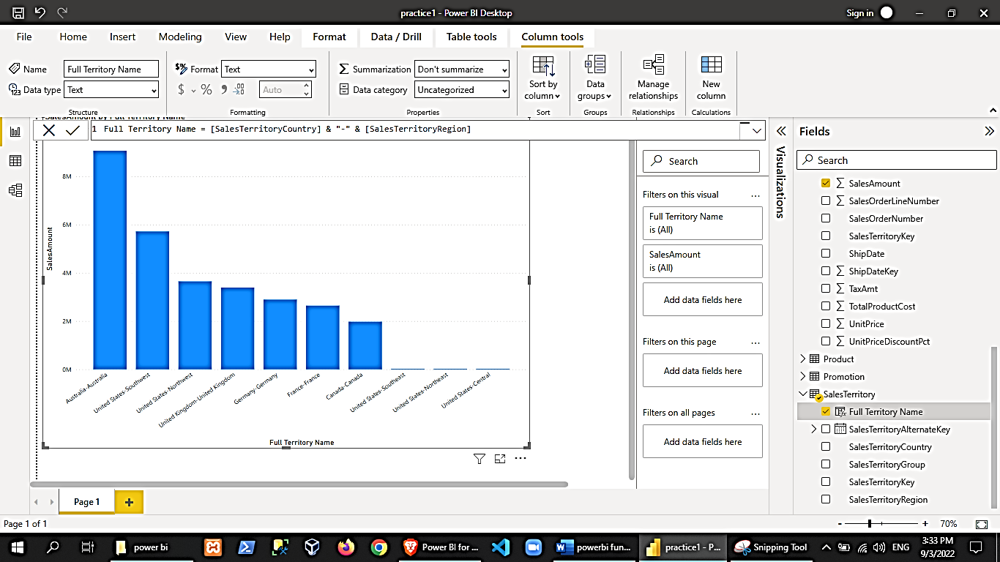 practice1 - Power BI Desktop
Sign in
File Home Insert Modeling View Help Format Data / Drill Table tools Column tools
Name Full Territory Name
Data type Text
Structure
$% Format Text
$ % 9 .00 Auto
Formatting
Σ Summarization Don't summarize
Data category Uncategorized
Properties
Sort by
column
Sort
Data
groups
Groups
Manage
relationships
Relationships
New
column
Calculations
SalesAmount by Full Territory Name
1 Full Territory Name = [SalesTerritoryCountry] & "-" & [SalesTerritoryRegion]
8M
6M
4M
2M
0M
SalesAmount
Australia-Australia
United States-Southwest
United States-Northwest
United Kingdom-United Kingdom
Germany-Germany
France-France
Canada-Canada
United States-Southeast
United States-Northeast
United States-Central
Full Territory Name
Search
Filters on this visual ...
Full Territory Name
is (All)
SalesAmount
is (All)
Add data fields here
Filters on this page ...
Add data fields here
Filters on all pages ...
Add data fields here
Visualizations
Fields
Search
Σ SalesAmount
Σ SalesOrderLineNumber
SalesOrderNumber
SalesTerritoryKey
ShipDate
Σ ShipDateKey
Σ TaxAmt
Σ TotalProductCost
Σ UnitPrice
Σ UnitPriceDiscountPct
Product
Promotion
SalesTerritory
Full Territory Name
SalesTerritoryAlternateKey
SalesTerritoryCountry
SalesTerritoryGroup
SalesTerritoryKey
SalesTerritoryRegion
Page 1 +
Page 1 of 1
- + 70%
power bi
Power BI for ...
powerbi fun...
practice1 - P...
Snipping Tool
ENG
3:33 PM
9/3/2022